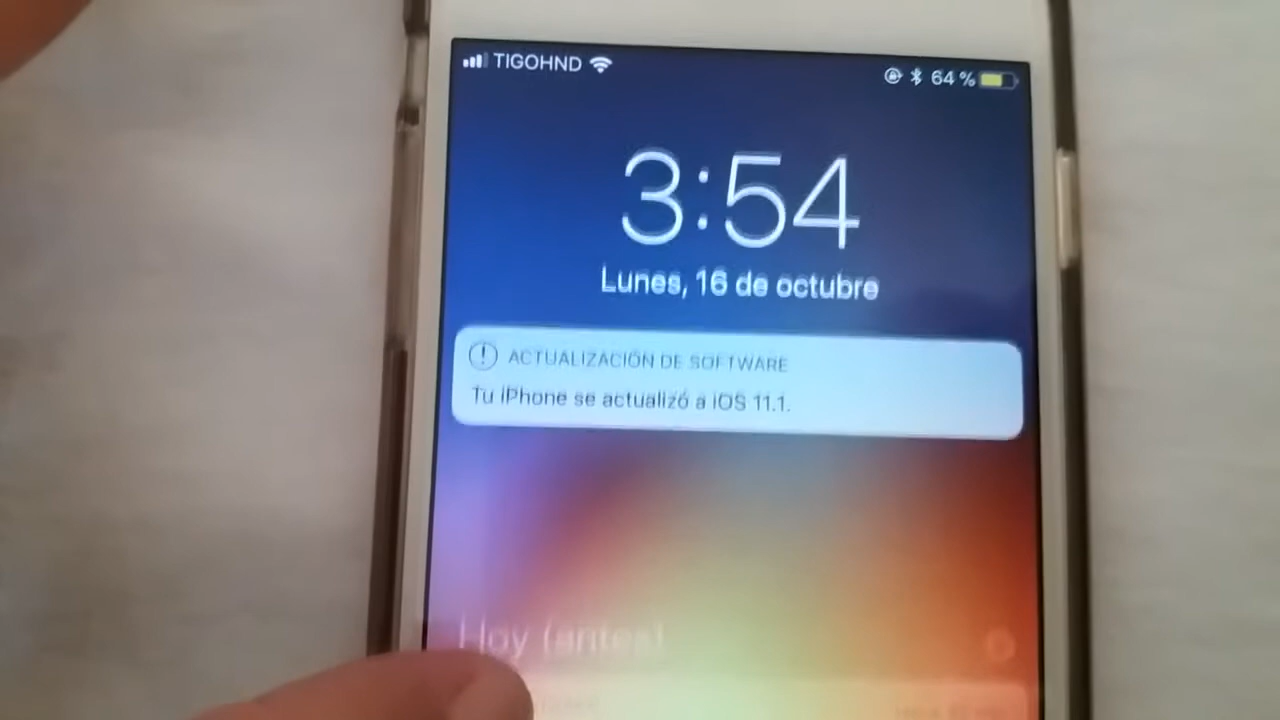 TIGOHND
64 %
3:54
Lunes, 16 de octubre
ACTUALIZACIÓN DE SOFTWARE
Tu iPhone se actualizó a iOS 11.1.
Hoy (antes)